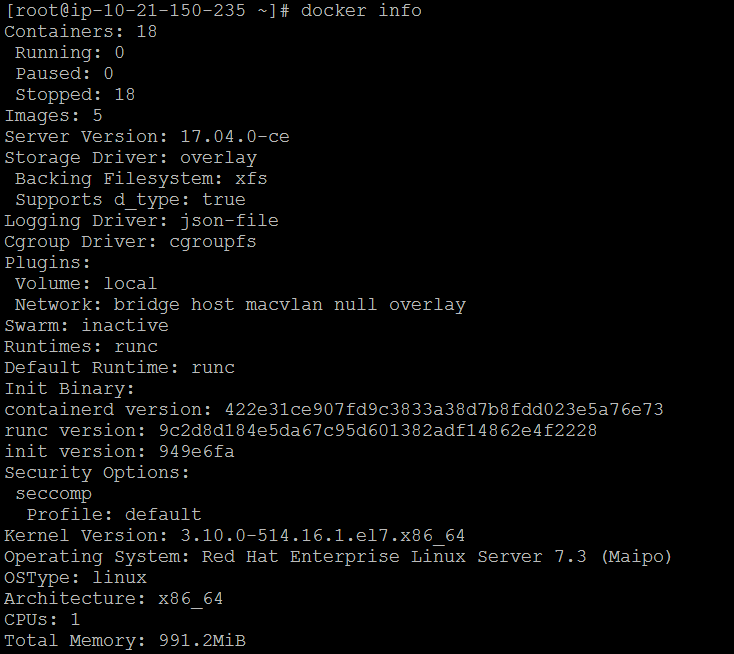 [root@ip-10-21-150-235 ~]# docker info
Containers: 18
 Running: 0
 Paused: 0
 Stopped: 18
Images: 5
Server Version: 17.04.0-ce
Storage Driver: overlay
 Backing Filesystem: xfs
 Supports d_type: true
Logging Driver: json-file
Cgroup Driver: cgroupfs
Plugins:
 Volume: local
 Network: bridge host macvlan null overlay
Swarm: inactive
Runtimes: runc
Default Runtime: runc
Init Binary:
containerd version: 422e31ce907fd9c3833a38d7b8fdd023e5a76e73
runc version: 9c2d8d184e5da67c95d601382adf14862e4f2228
init version: 949e6fa
Security Options:
 seccomp
  Profile: default
Kernel Version: 3.10.0-514.16.1.el7.x86_64
Operating System: Red Hat Enterprise Linux Server 7.3 (Maipo)
OSType: linux
Architecture: x86_64
CPUs: 1
Total Memory: 991.2MiB